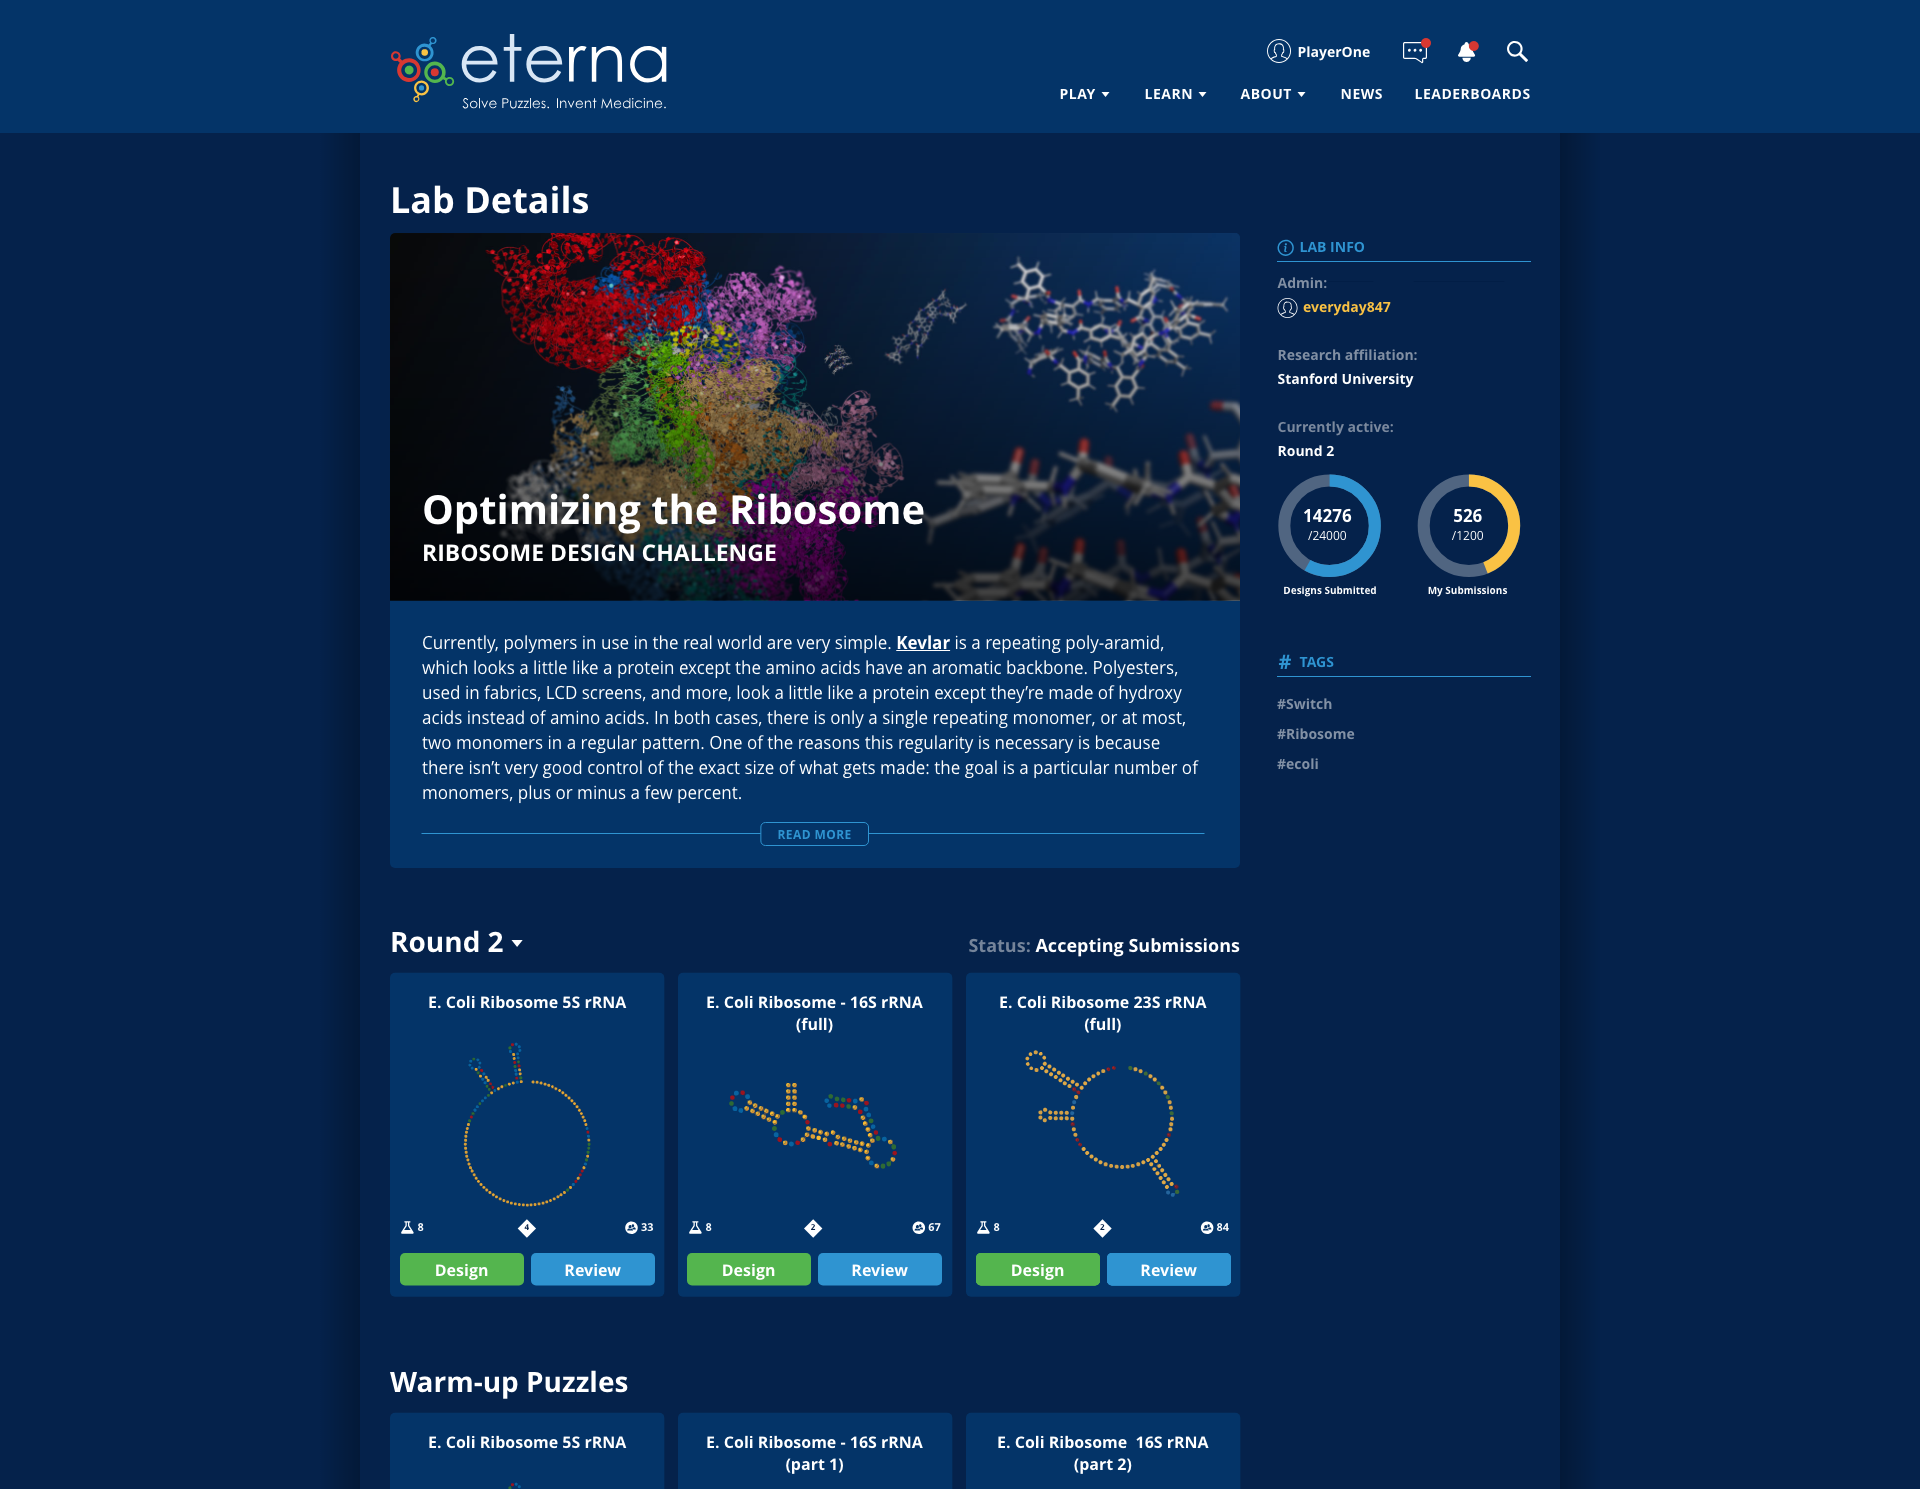 eterna
Solve Puzzles. Invent Medicine.
PlayerOne
PLAY
LEARN
ABOUT
NEWS
LEADERBOARDS
Lab Details
Optimizing the Ribosome
RIBOSOME DESIGN CHALLENGE
Currently, polymers in use in the real world are very simple. Kevlar is a repeating poly-aramid,
which looks a little like a protein except the amino acids have an aromatic backbone. Polyesters,
used in fabrics, LCD screens, and more, look a little like a protein except they’re made of hydroxy
acids instead of amino acids. In both cases, there is only a single repeating monomer, or at most,
two monomers in a regular pattern. One of the reasons this regularity is necessary is because
there isn’t very good control of the exact size of what gets made: the goal is a particular number of
monomers, plus or minus a few percent.
READ MORE
LAB INFO
Admin:
everyday847
Research affiliation:
Stanford University
Currently active:
Round 2
14276
/24000
Designs Submitted
526
/1200
My Submissions
# TAGS
#Switch
#Ribosome
#ecoli
Round 2
Status: Accepting Submissions
E. Coli Ribosome 5S rRNA
8
4
33
Design
Review
E. Coli Ribosome - 16S rRNA
(full)
8
2
67
Design
Review
E. Coli Ribosome 23S rRNA
(full)
8
2
84
Design
Review
Warm-up Puzzles
E. Coli Ribosome 5S rRNA
E. Coli Ribosome - 16S rRNA
(part 1)
E. Coli Ribosome  16S rRNA
(part 2)